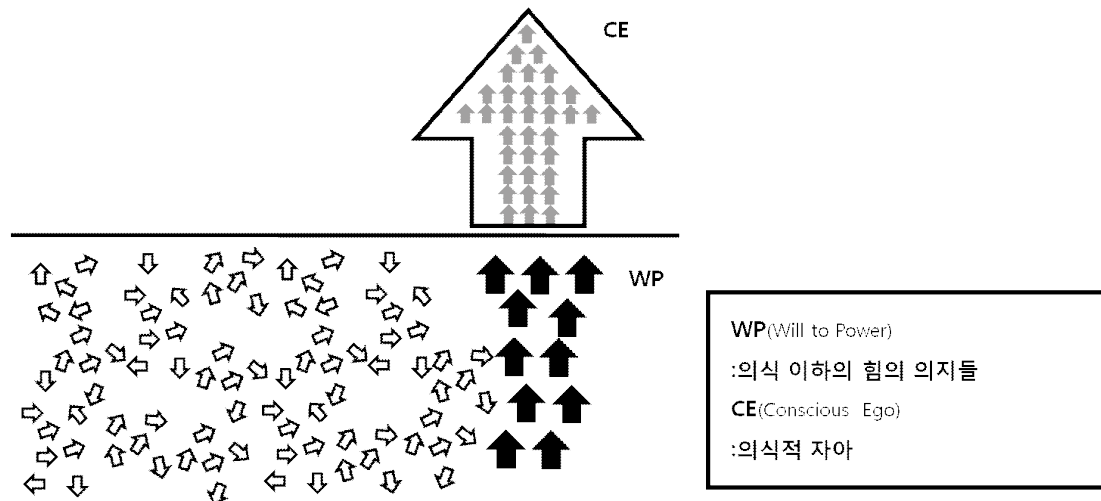 CE
WP
WP(Will to Power)
:의식 이하의 힘의 의지들
CE(Conscious Ego)
:의식적 자아